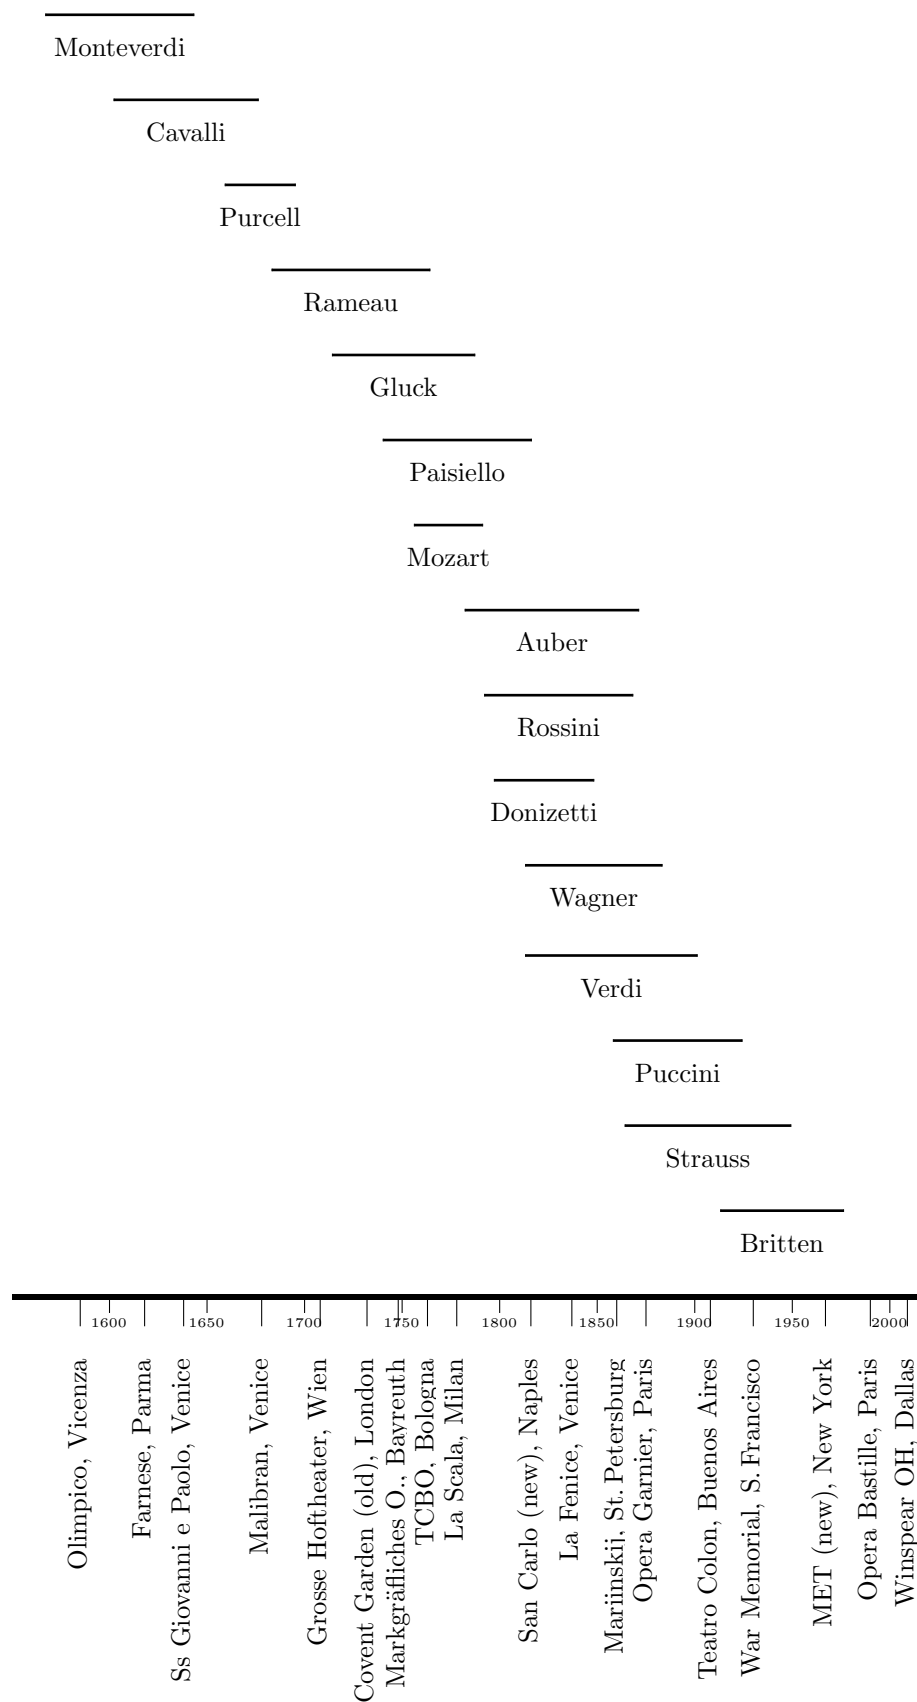 Monteverdi
Cavalli
Purcell
Rameau
Gluck
Paisiello
Mozart
Auber
Rossini
Donizetti
Wagner
Verdi
Puccini
Strauss
Britten
1600 1650 1700 1750 1800 1850 1900 1950 2000
Olimpico, Vicenza
Farnese, Parma
Ss Giovanni e Paolo, Venice
Malibran, Venice
Grosse Hoftheater, Wien
Covent Garden (old), London
Markgräfliches O., Bayreuth
TCBO, Bologna
La Scala, Milan
San Carlo (new), Naples
La Fenice, Venice
Mariinskii, St. Petersburg
Opera Garnier, Paris
Teatro Colon, Buenos Aires
War Memorial, S. Francisco
MET (new), New York
Opera Bastille, Paris
Winspear OH, Dallas